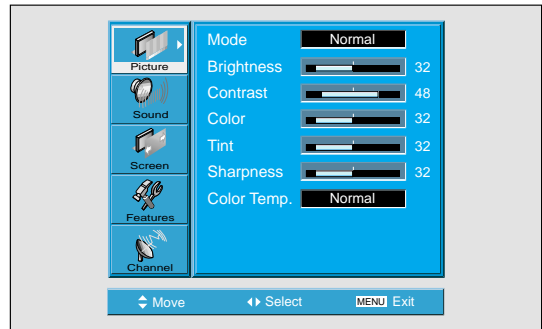 Picture
Sound
Screen
Features
Channel
Mode Normal
Brightness 32
Contrast 48
Color 32
Tint 32
Sharpness 32
Color Temp. Normal
Move Select MENU Exit